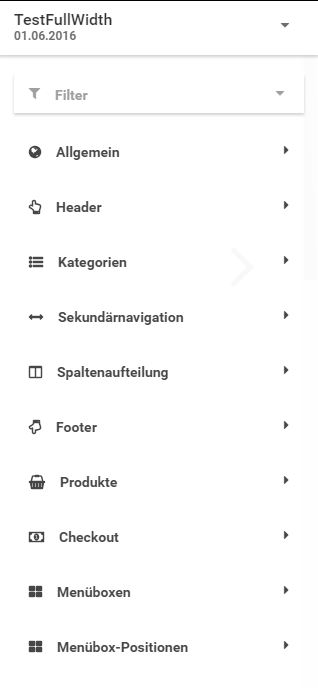 TestFullWidth
01.06.2016
Filter
Allgemein
Header
Kategorien
Sekundärnavigation
Spaltenaufteilung
Footer
Produkte
Checkout
Menüboxen
Menübox-Positionen